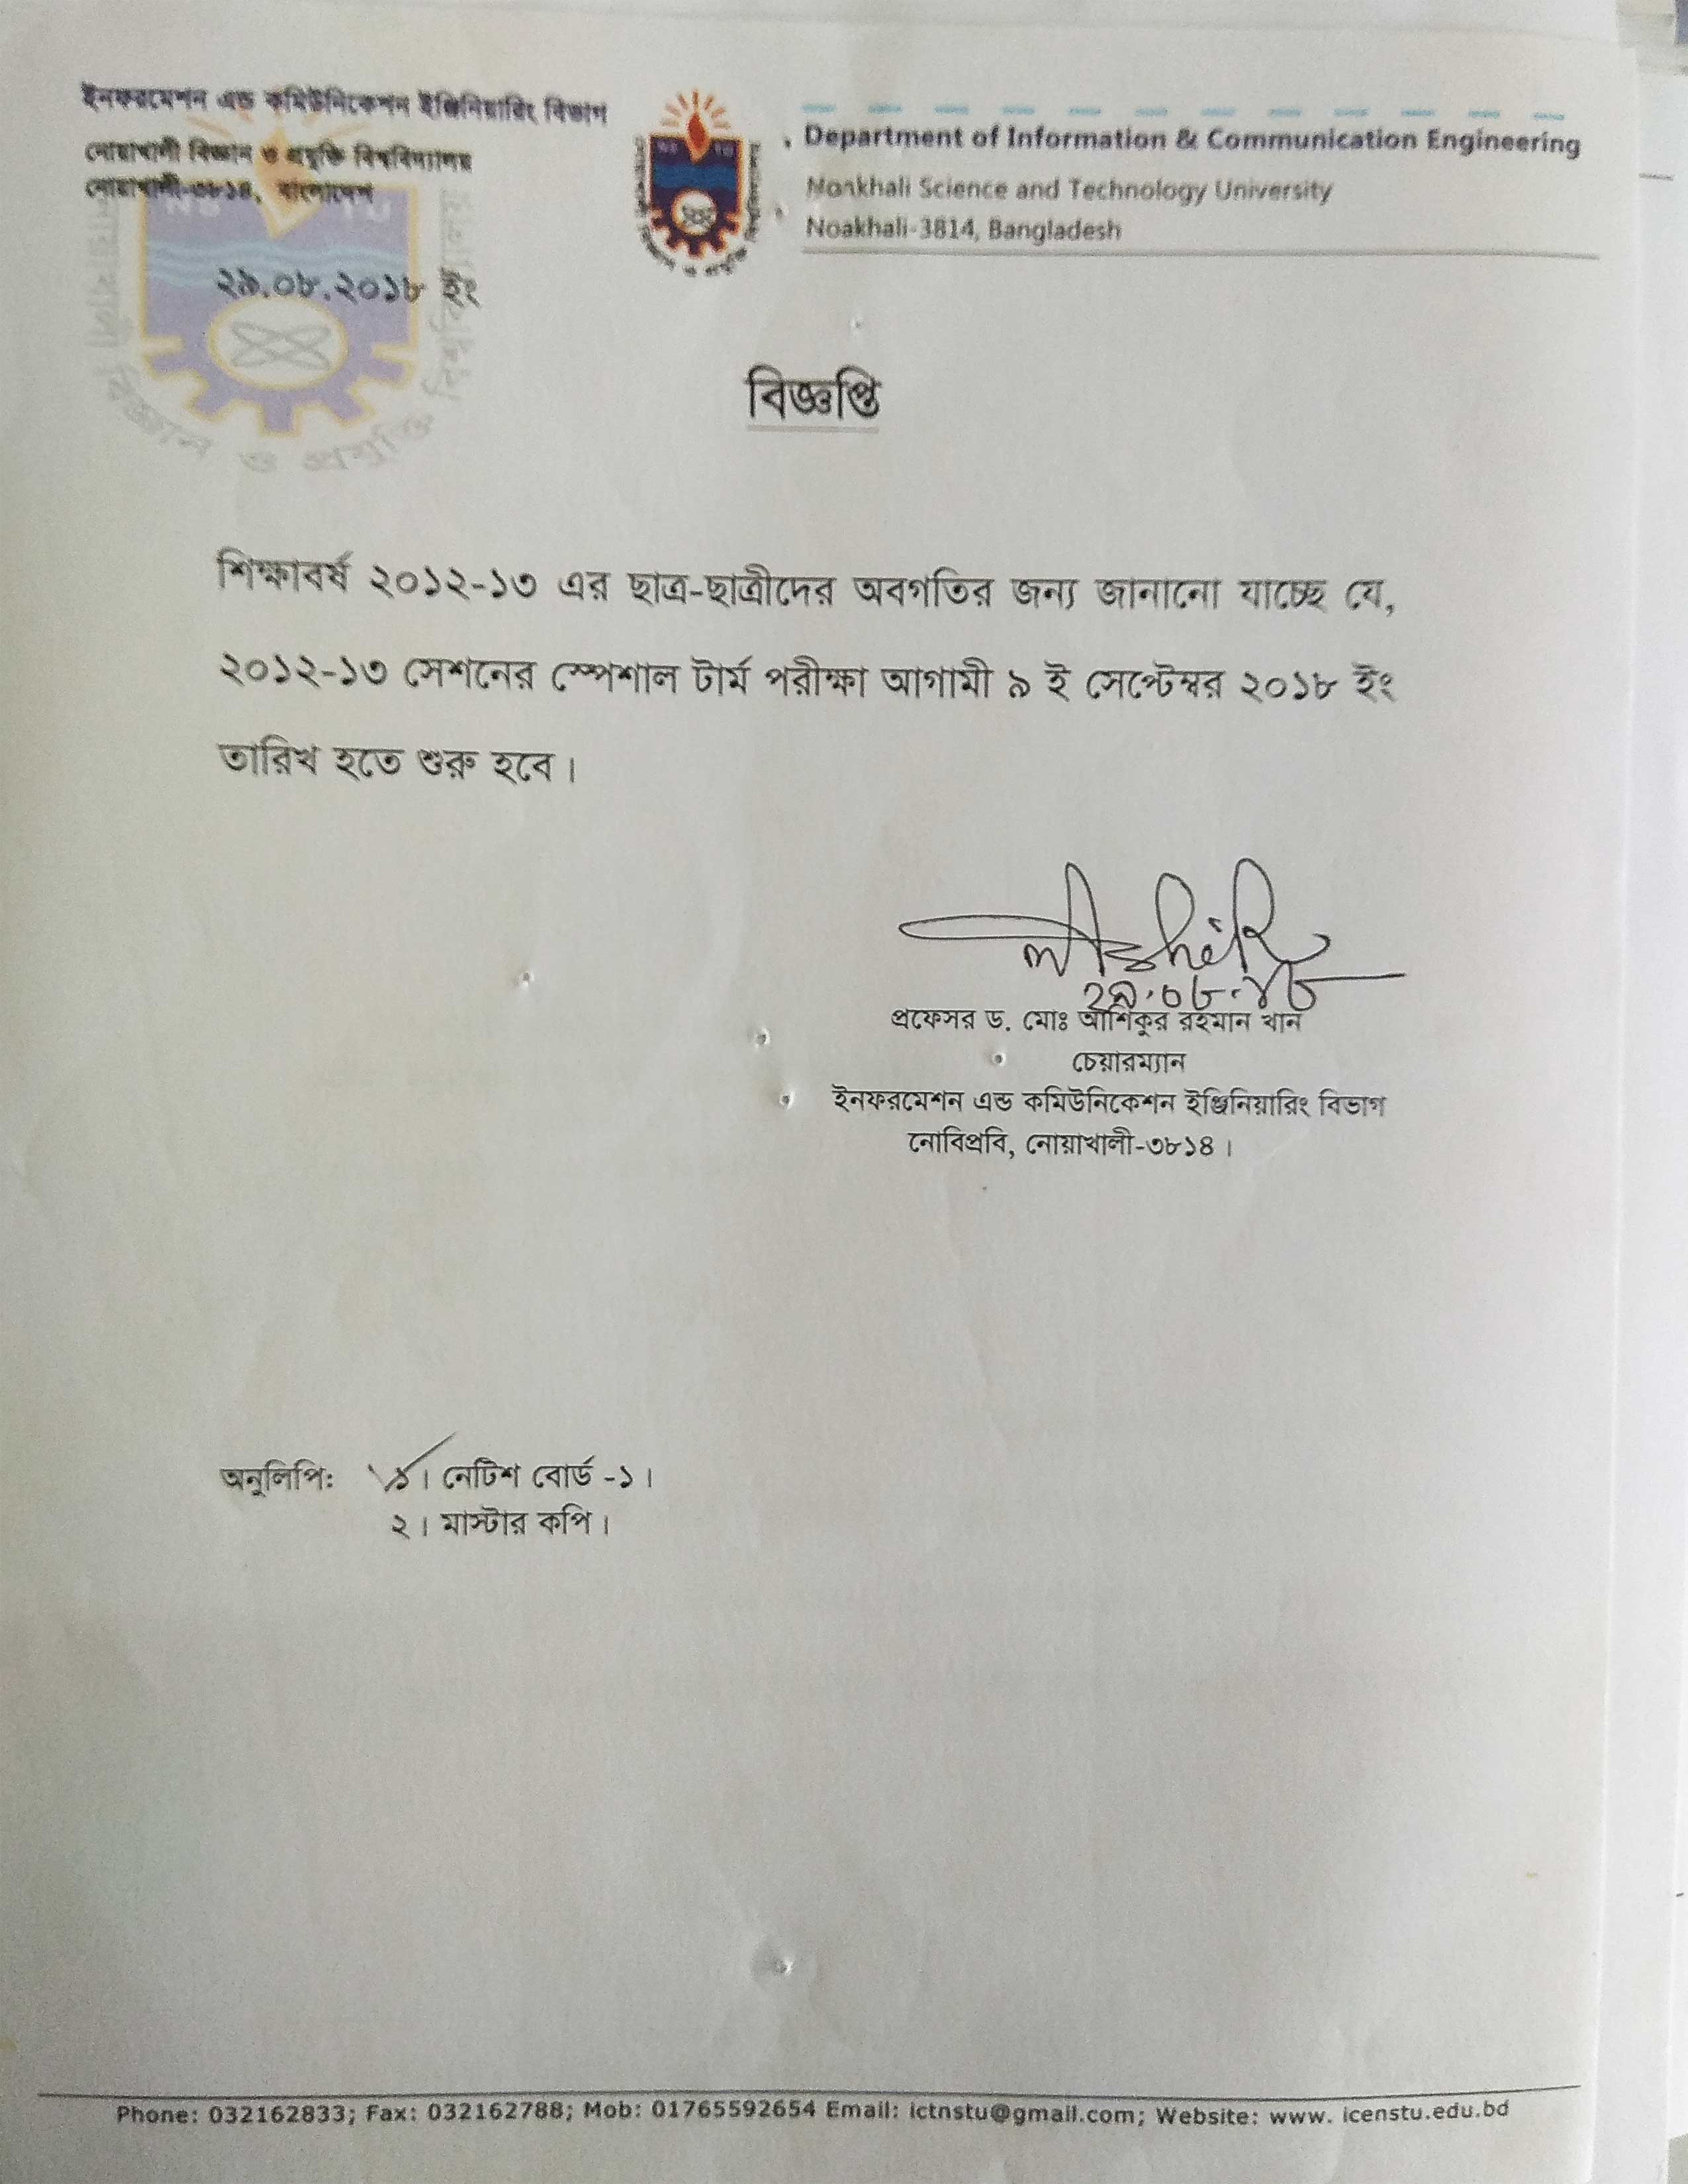 ইনফরমেশন এন্ড কমিউনিকেশন ইঞ্জিনিয়ারিং বিভাগ
নোয়াখালী বিজ্ঞান ও প্রযুক্তি বিশ্ববিদ্যালয়
নোয়াখালী-৩৮১৪, বাংলাদেশ
Department of Information & Communication Engineering
Noakhali Science and Technology University
Noakhali-3814, Bangladesh
২৯.০৮.২০১৮ ইং
বিজ্ঞপ্তি
শিক্ষাবর্ষ ২০১২-১৩ এর ছাত্র-ছাত্রীদের অবগতির জন্য জানানো যাচ্ছে যে,
২০১২-১৩ সেশনের স্পেশাল টার্ম পরীক্ষা আগামী ৯ ই সেপ্টেম্বর ২০১৮ ইং
তারিখ হতে শুরু হবে।
২৯.০৮.১৮
প্রফেসর ড. মোঃ আশিকুর রহমান খান
চেয়ারম্যান
ইনফরমেশন এন্ড কমিউনিকেশন ইঞ্জিনিয়ারিং বিভাগ
নোবিপ্রবি, নোয়াখালী-৩৮১৪।
অনুলিপি: ১। নেটিশ বোর্ড -১।
২। মাস্টার কপি।
Phone: 032162833; Fax: 032162788; Mob: 01765592654 Email: ictnstu@gmail.com; Website: www. icenstu.edu.bd